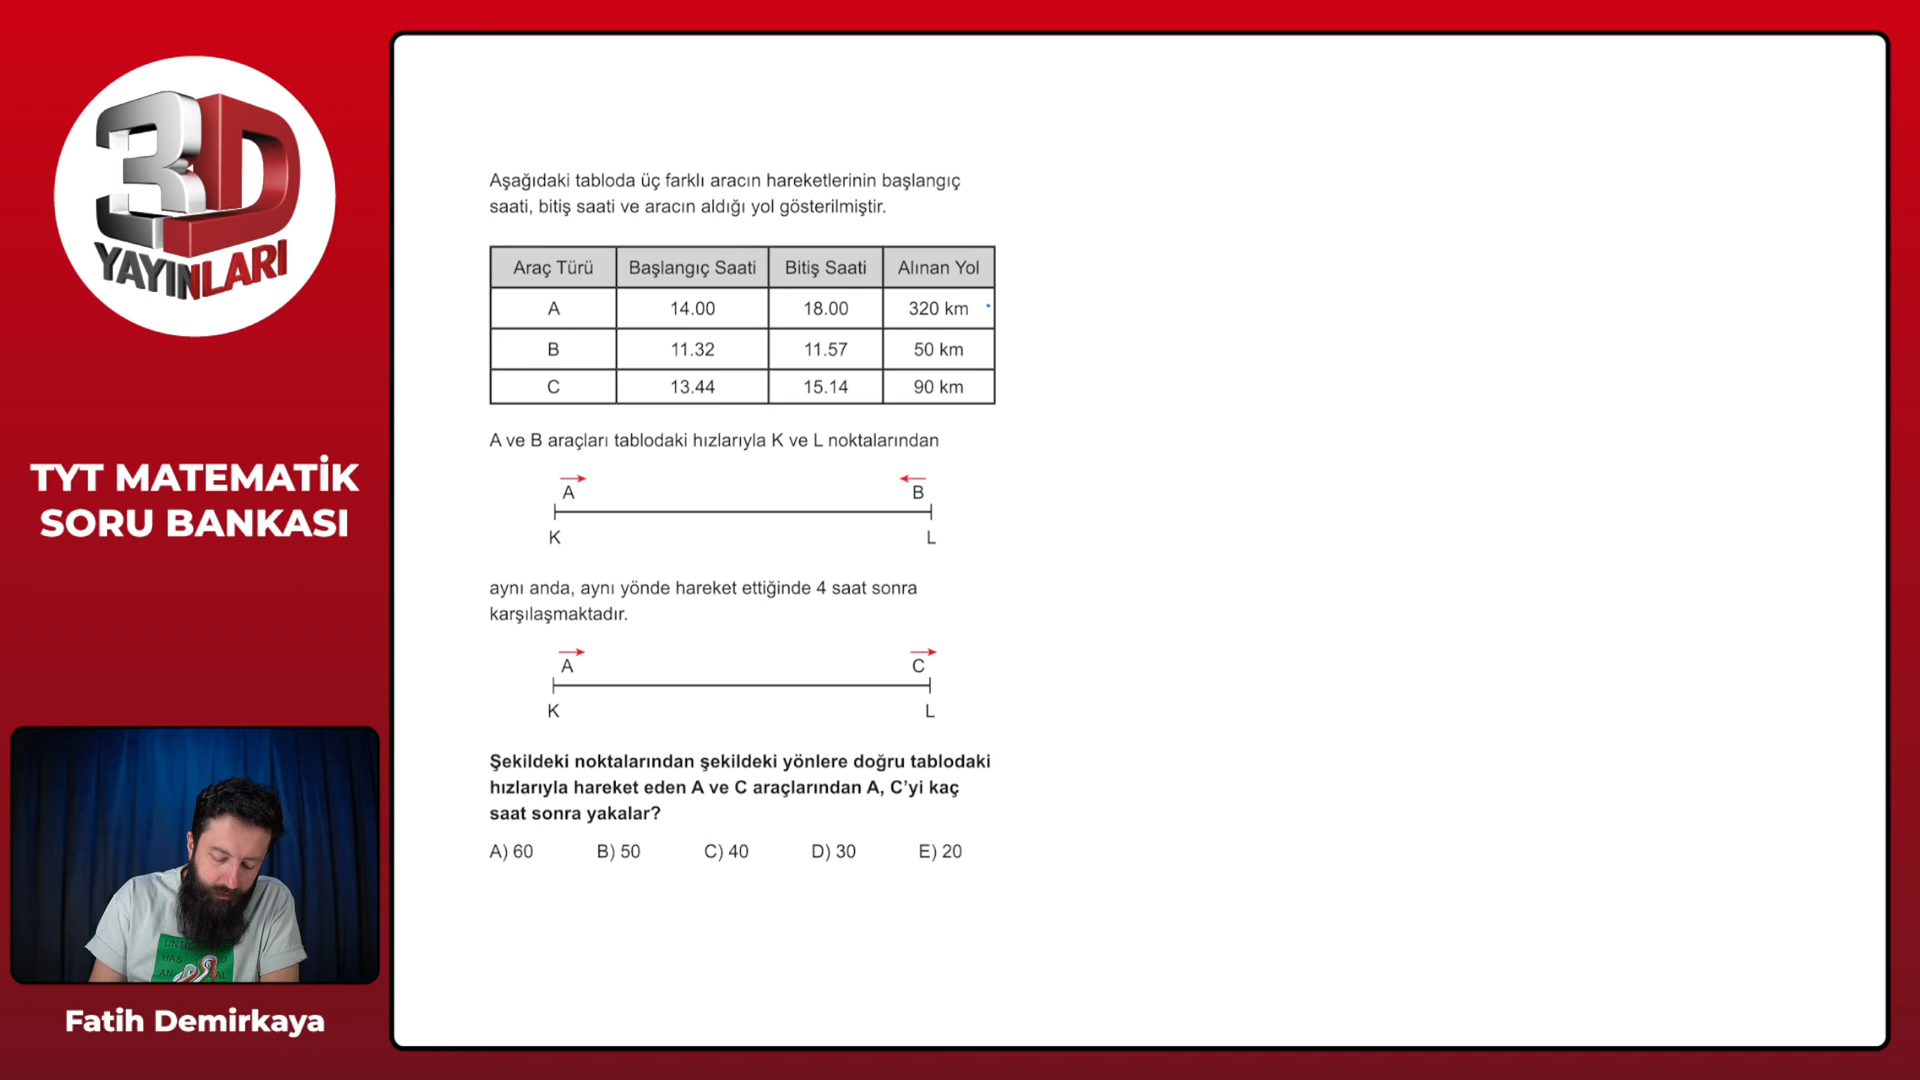 3D
YAYINLARI
TYT MATEMATİK
SORU BANKASI
Fatih Demirkaya
Aşağıdaki tabloda üç farklı aracın hareketlerinin başlangıç
saati, bitiş saati ve aracın aldığı yol gösterilmiştir.
Araç Türü Başlangıç Saati Bitiş Saati Alınan Yol
A 14.00 18.00 320 km
B 11.32 11.57 50 km
C 13.44 15.14 90 km
A ve B araçları tablodaki hızlarıyla K ve L noktalarından
A B
K L
aynı anda, aynı yönde hareket ettiğinde 4 saat sonra
karşılaşmaktadır.
A C
K L
Şekildeki noktalarından şekildeki yönlere doğru tablodaki
hızlarıyla hareket eden A ve C araçlarından A, C’yi kaç
saat sonra yakalar?
A) 60 B) 50 C) 40 D) 30 E) 20